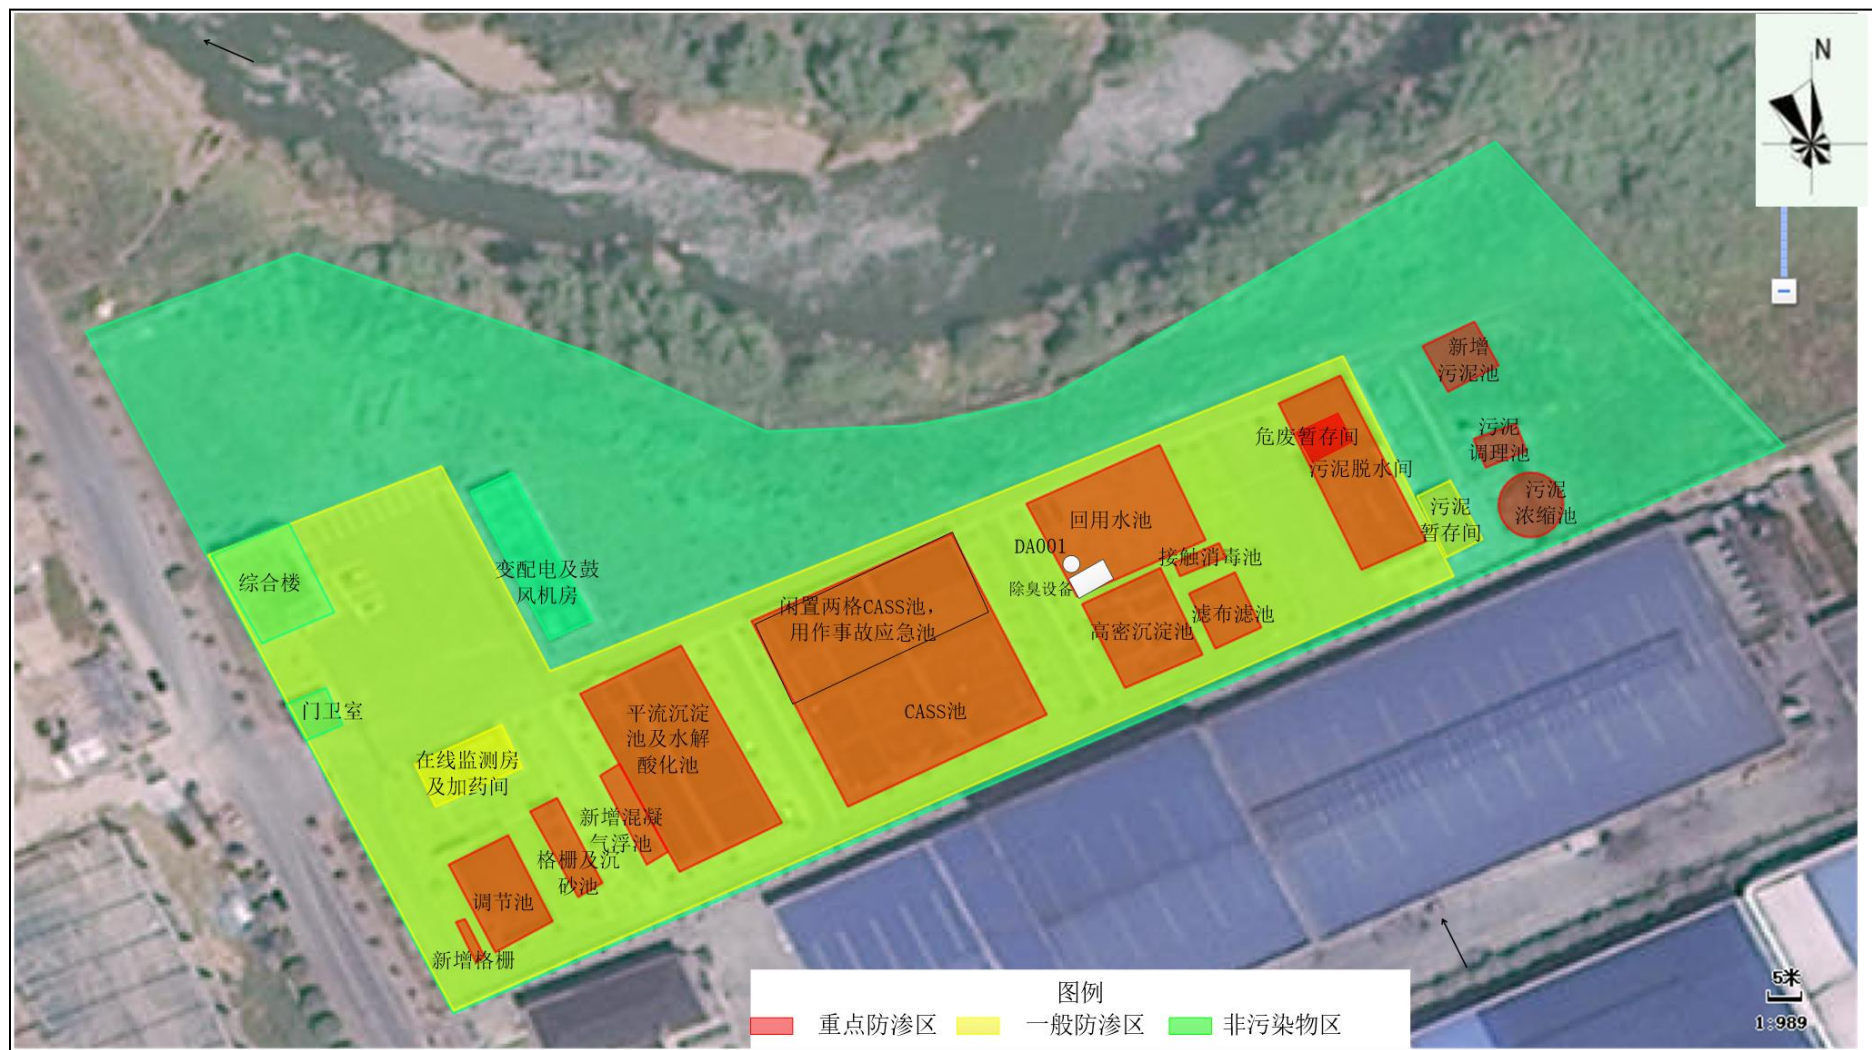 N
新增
污泥池
污泥
调理池
危废暂存间
污泥脱水间
污泥
浓缩池
污泥
暂存间
回用水池
DA001
接触消毒池
除臭设备
综合楼
变配电及鼓
风机房
闲置两格CASS池，
用作事故应急池
滤布滤池
高密沉淀池
门卫室
平流沉淀
池及水解
酸化池
CASS池
在线监测房
及加药间
新增混凝
气浮池
格栅及沉
砂池
调节池
新增格栅
5米
1:989
图例
重点防渗区
一般防渗区
非污染物区